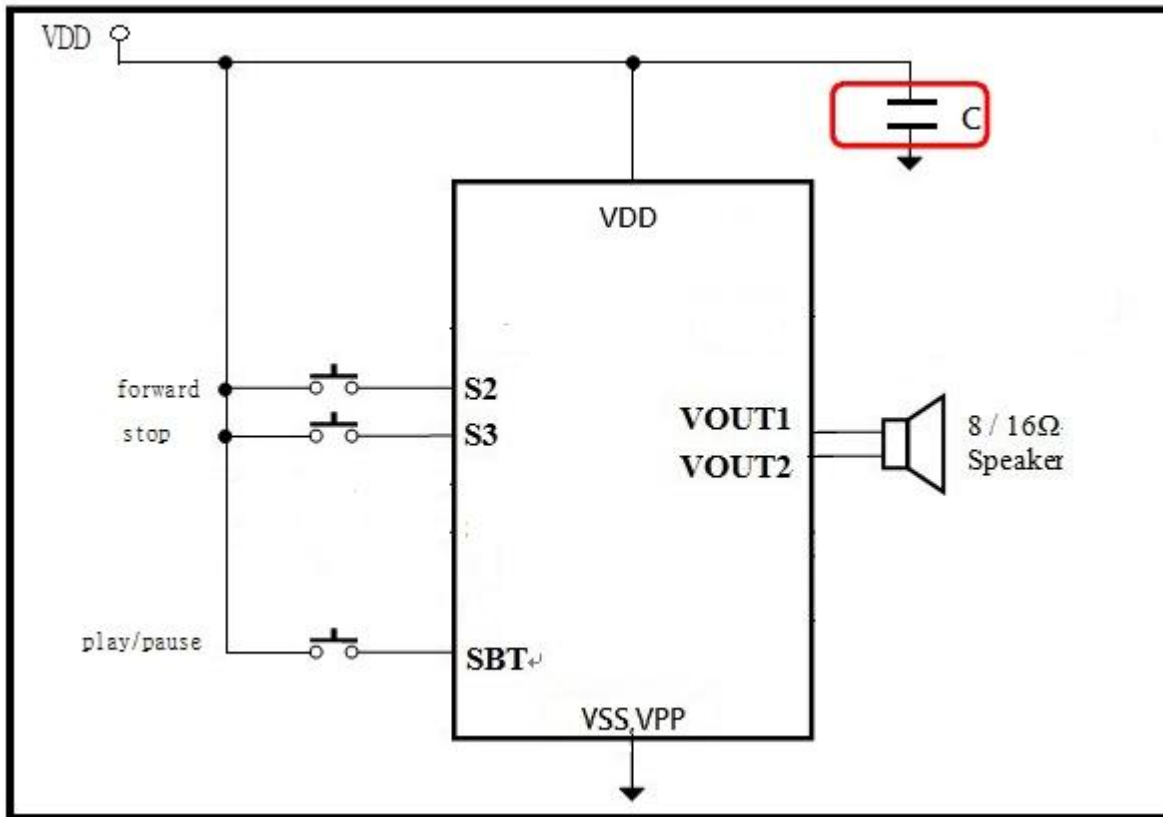 VDD
C
VDD
forward
S2
stop
S3
VOUT1
VOUT2
8 / 16Ω
Speaker
play/pause
SBT↵
VSS,VPP